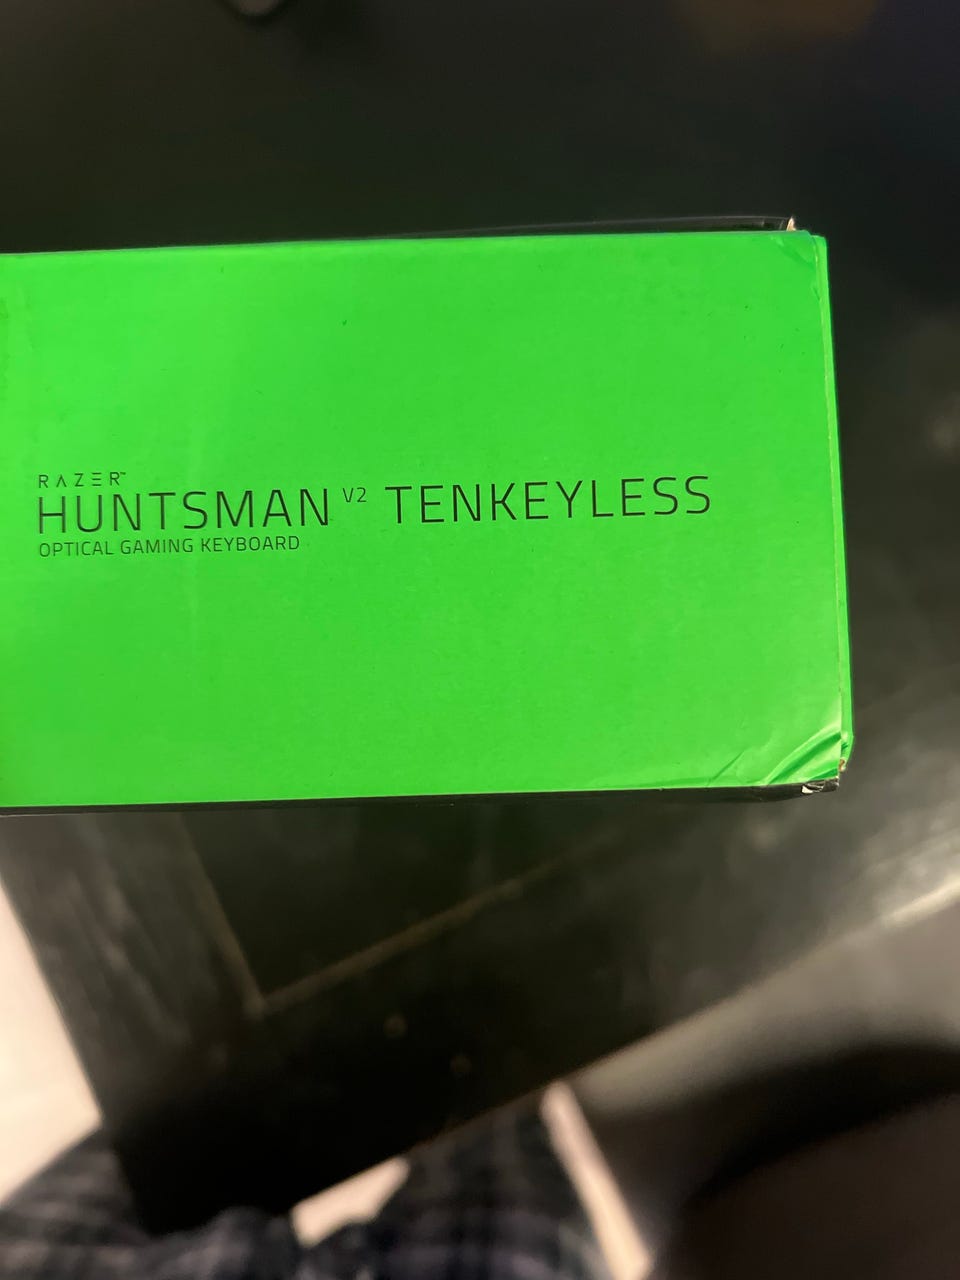 RAZER™
HUNTSMAN V2 TENKEYLESS
OPTICAL GAMING KEYBOARD